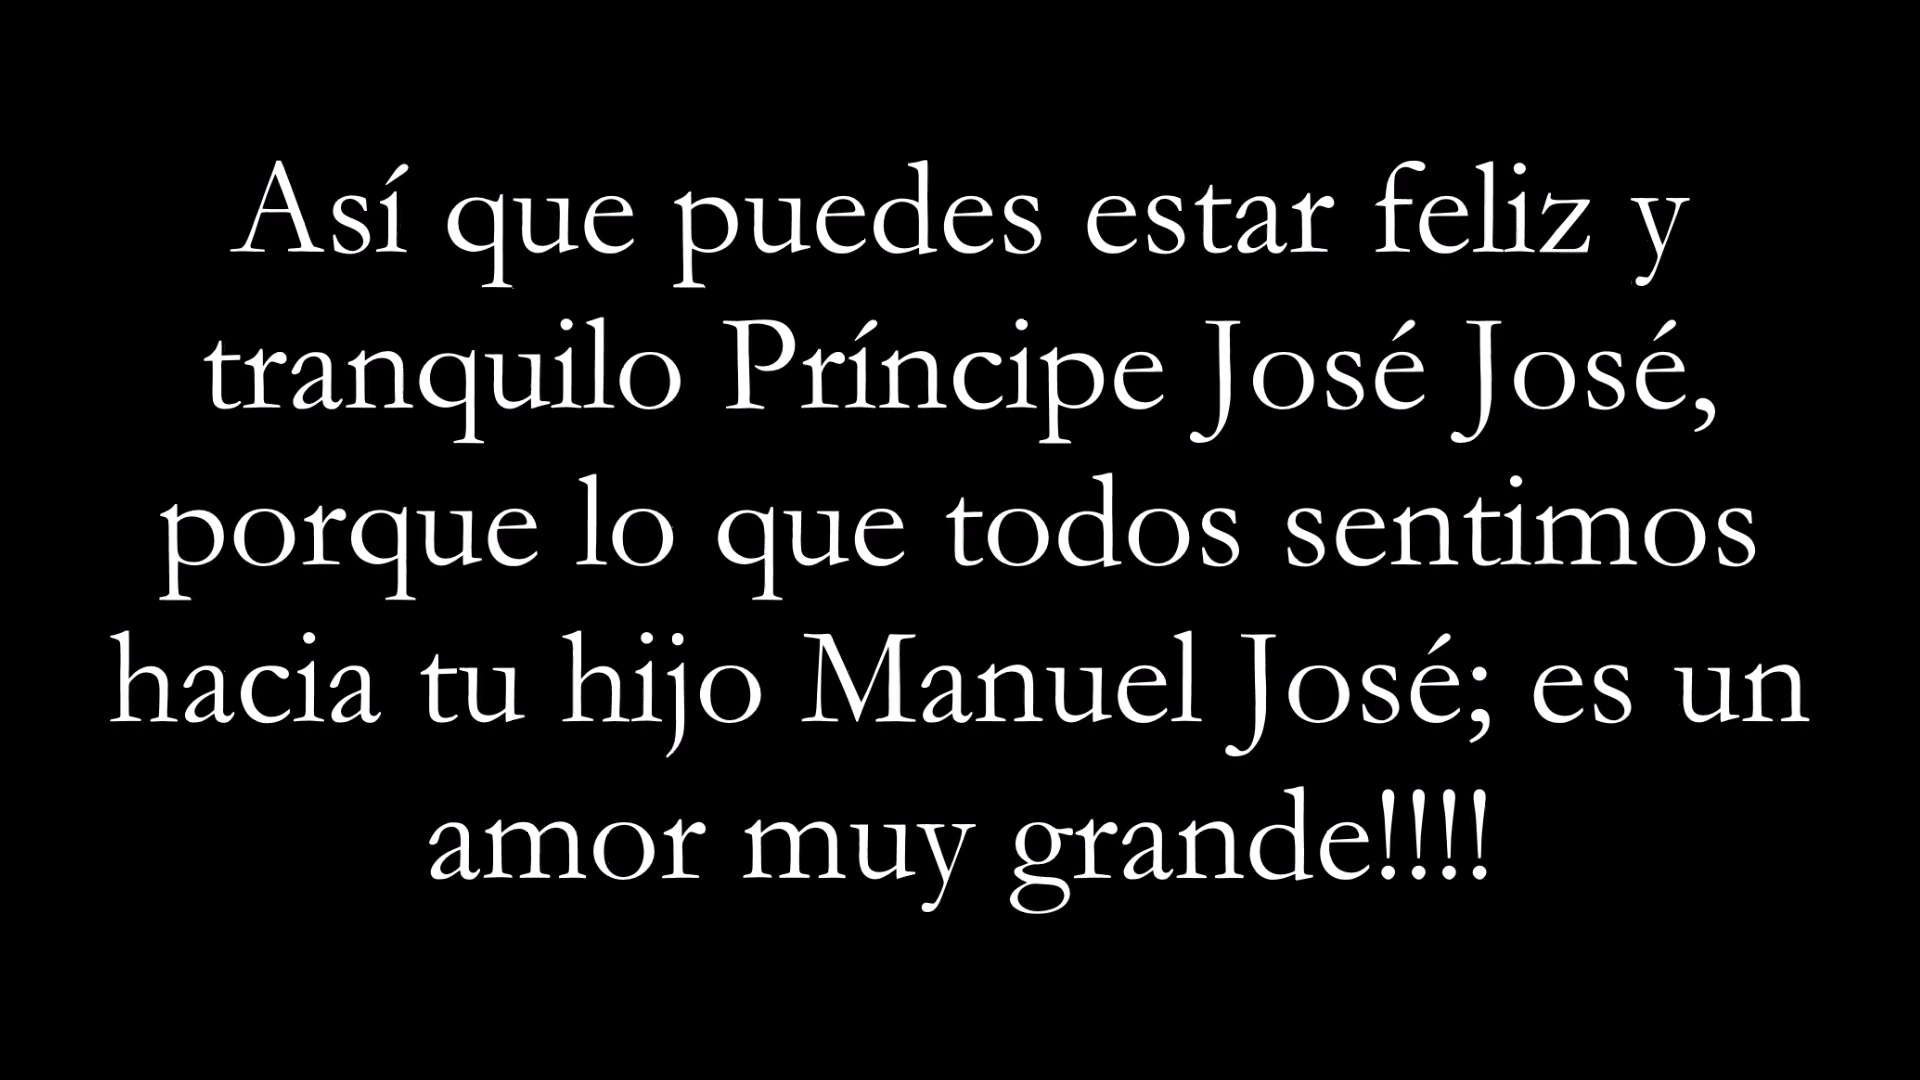 Así que puedes estar feliz y
tranquilo Príncipe José José,
porque lo que todos sentimos
hacia tu hijo Manuel José; es un
amor muy grande!!!!